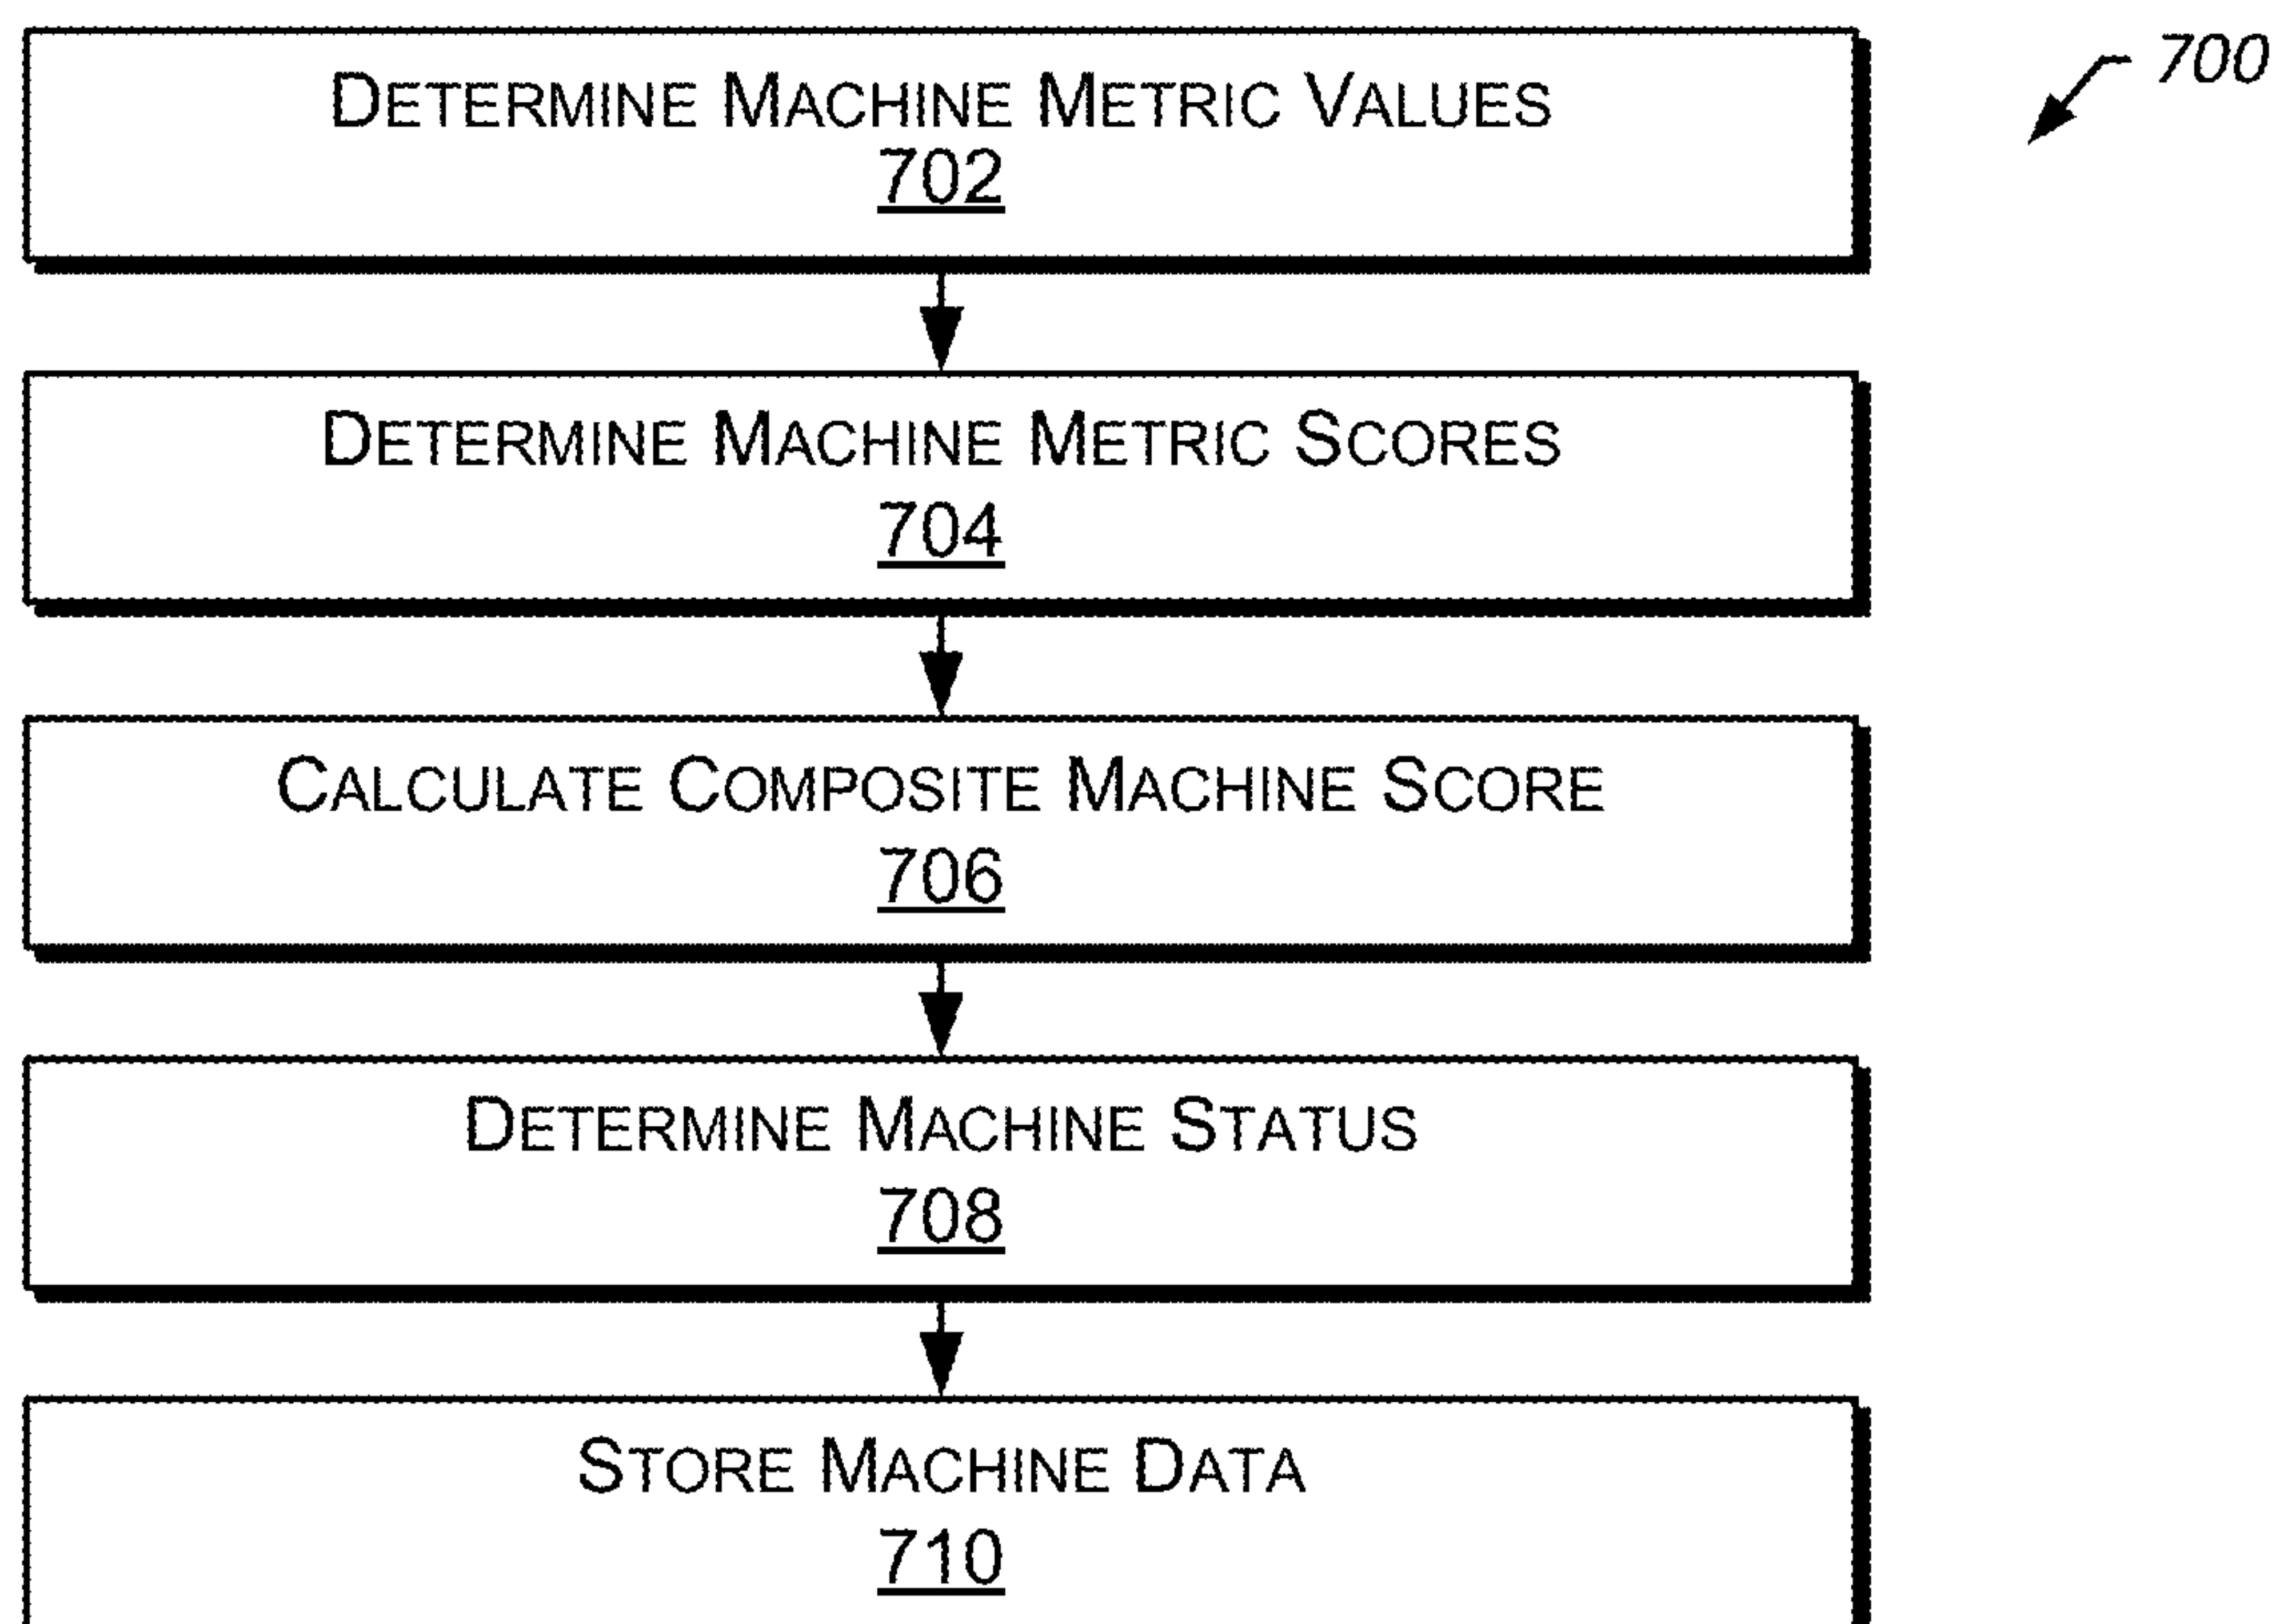 DETERMINE MACHINE METRIC VALUES
702
700
DETERMINE MACHINE METRIC SCORES
704
CALCULATE COMPOSITE MACHINE SCORE
706
DETERMINE MACHINE STATUS
708
STORE MACHINE DATA
710